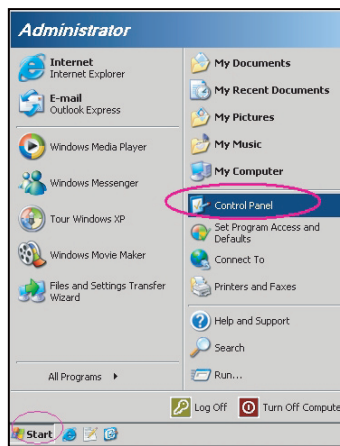 Administrator
Internet
Internet Explorer
E-mail
Outlook Express
Windows Media Player
Windows Messenger
Tour Windows XP
Windows Movie Maker
Files and Settings Transfer
Wizard
All Programs
My Documents
My Recent Documents
My Pictures
My Music
My Computer
Control Panel
Set Program Access and
Defaults
Connect To
Printers and Faxes
Help and Support
Search
Run...
Log Off
Turn Off Compute
Start